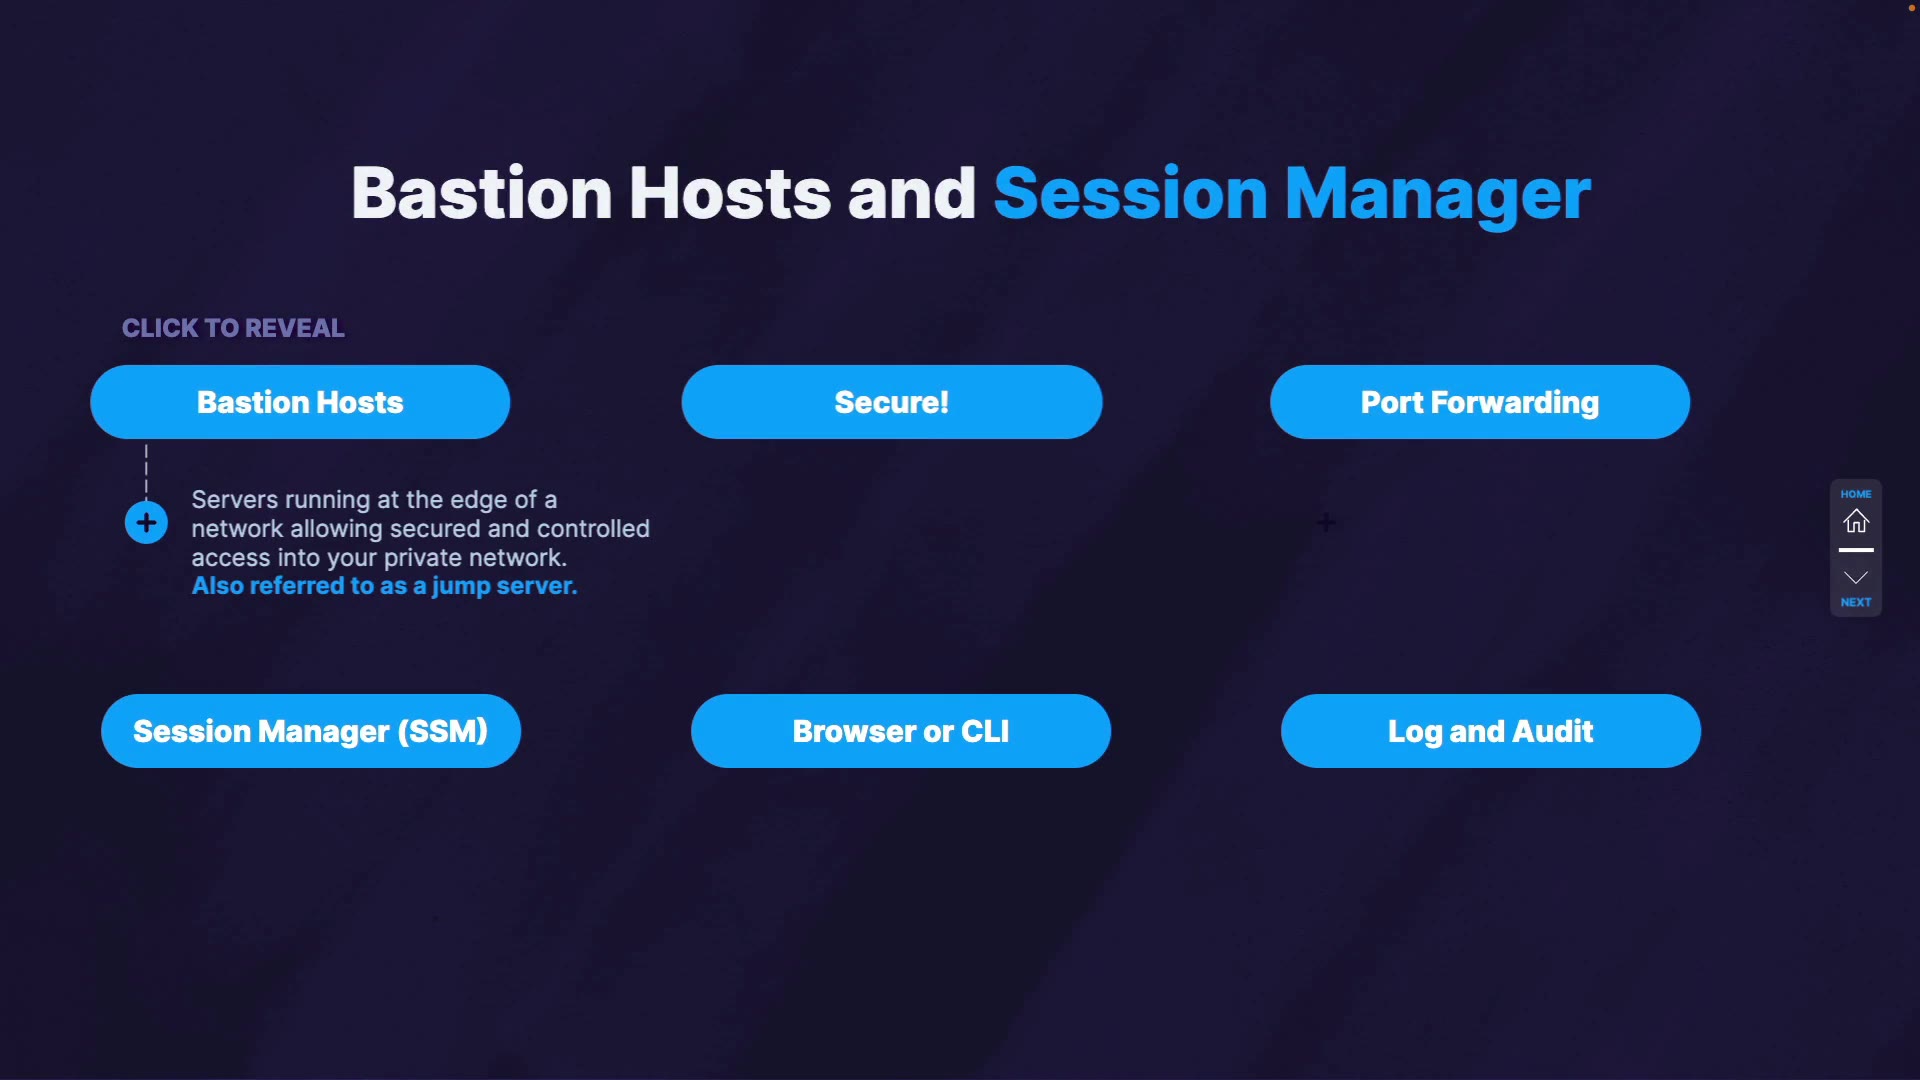 Bastion Hosts and Session Manager
CLICK TO REVEAL
Bastion Hosts
Secure!
Port Forwarding
Servers running at the edge of a
network allowing secured and controlled
access into your private network.
Also referred to as a jump server.
HOME
NEXT
Session Manager (SSM)
Browser or CLI
Log and Audit